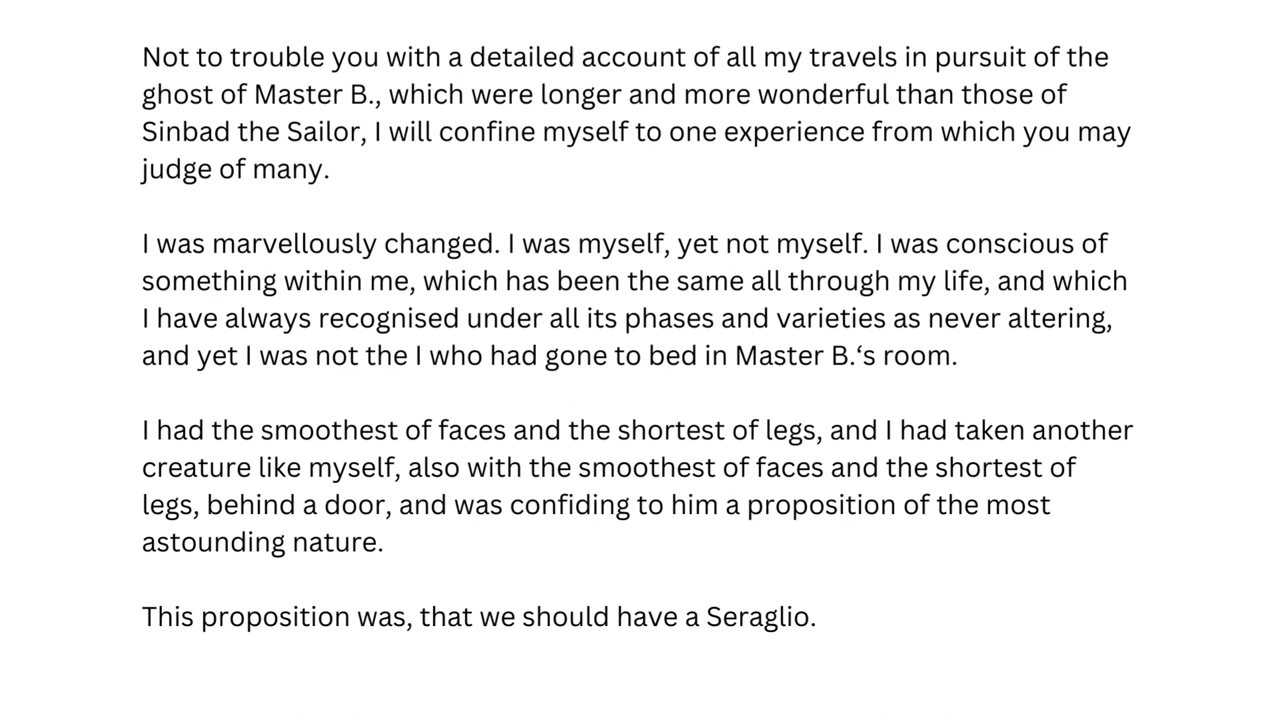 Not to trouble you with a detailed account of all my travels in pursuit of the
ghost of Master B., which were longer and more wonderful than those of
Sinbad the Sailor, I will confine myself to one experience from which you may
judge of many.
I was marvellously changed. I was myself, yet not myself. I was conscious of
something within me, which has been the same all through my life, and which
I have always recognised under all its phases and varieties as never altering,
and yet I was not the I who had gone to bed in Master B.‘s room.
I had the smoothest of faces and the shortest of legs, and I had taken another
creature like myself, also with the smoothest of faces and the shortest of
legs, behind a door, and was confiding to him a proposition of the most
astounding nature.
This proposition was, that we should have a Seraglio.